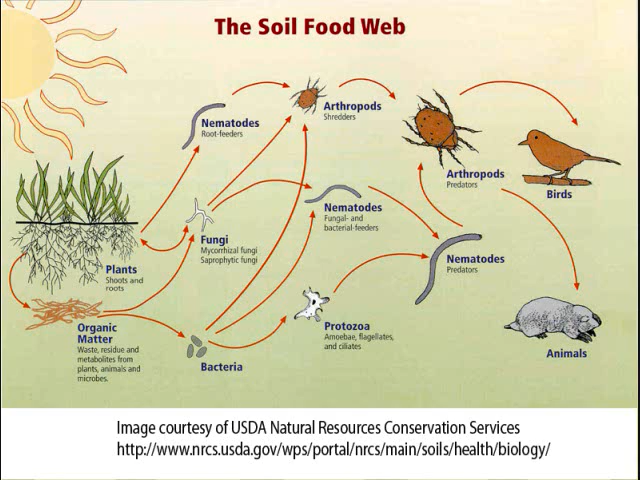 The Soil Food Web
Nematodes
Root-feeders
Arthropods
Shredders
Arthropods
Predators
Birds
Nematodes
Fungal- and
bacterial-feeders
Fungi
Mycorrhizal fungi
Saprophytic fungi
Plants
Shoots and
roots
Nematodes
Predators
Organic
Matter
Waste, residue and
metabolites from
plants, animals and
microbes.
Bacteria
Protozoa
Amoebae, flagellates,
and ciliates
Animals
Image courtesy of USDA Natural Resources Conservation Services
http://www.nrcs.usda.gov/wps/portal/nrcs/main/soils/health/biology/